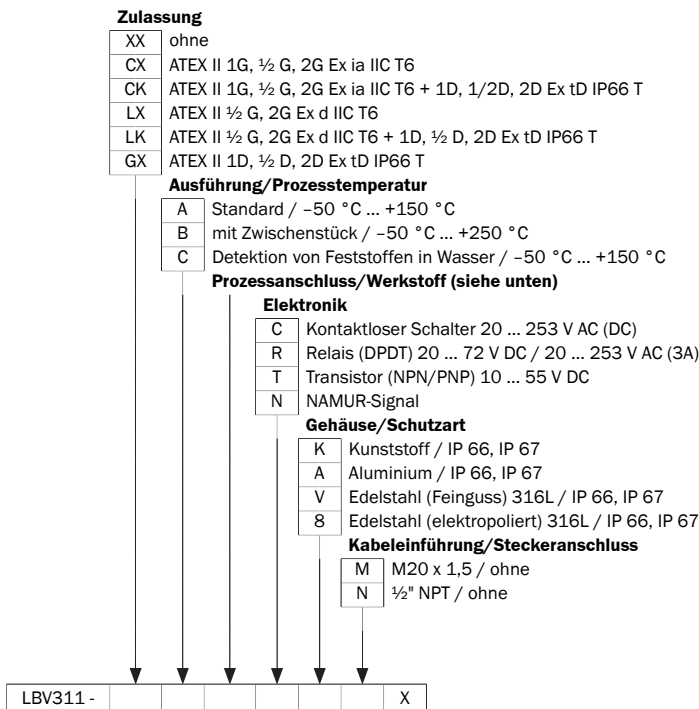 Zulassung
XX ohne
CX ATEX II 1G, ½ G, 2G Ex ia IIC T6
CK ATEX II 1G, ½ G, 2G Ex ia IIC T6 + 1D, 1/2D, 2D Ex tD IP66 T
LX ATEX II ½ G, 2G Ex d IIC T6
LK ATEX II ½ G, 2G Ex d IIC T6 + 1D, ½ D, 2D Ex tD IP66 T
GX ATEX II 1D, ½ D, 2D Ex tD IP66 T
Ausführung/Prozesstemperatur
A Standard / –50 °C ... +150 °C
B mit Zwischenstück / –50 °C ... +250 °C
C Detektion von Feststoffen in Wasser / –50 °C ... +150 °C
Prozessanschluss/Werkstoff (siehe unten)
Elektronik
C Kontaktloser Schalter 20 ... 253 V AC (DC)
R Relais (DPDT) 20 ... 72 V DC / 20 ... 253 V AC (3A)
T Transistor (NPN/PNP) 10 ... 55 V DC
N NAMUR-Signal
Gehäuse/Schutzart
K Kunststoff / IP 66, IP 67
A Aluminium / IP 66, IP 67
V Edelstahl (Feinguss) 316L / IP 66, IP 67
8 Edelstahl (elektropoliert) 316L / IP 66, IP 67
Kabeleinführung/Steckeranschluss
M M20 x 1,5 / ohne
N ½" NPT / ohne
LBV311 - X